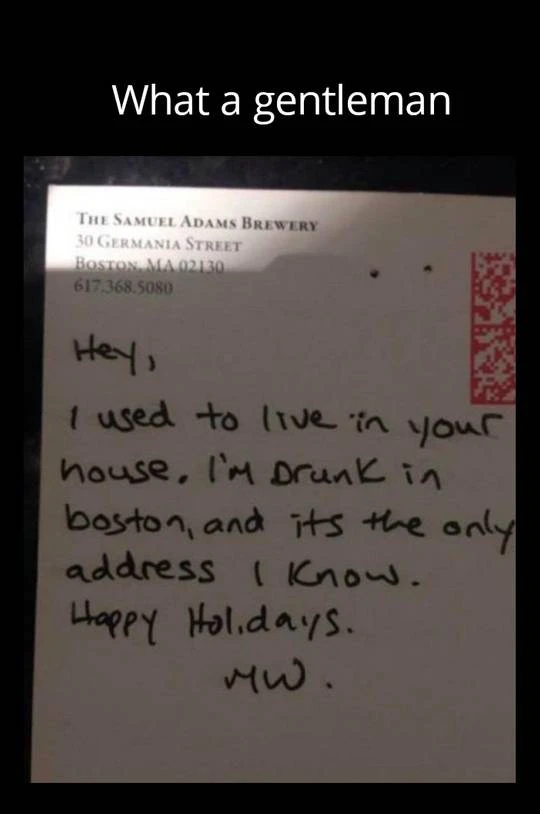 What a gentleman
THE SAMUEL ADAMS BREWERY
30 GERMANIA STREET
BOSTON, MA 02130
617.368.5080
Hey,
I used to live in your
house. I'm Drunk in
boston, and its the only
address I Know.
Happy Holidays.
MW.